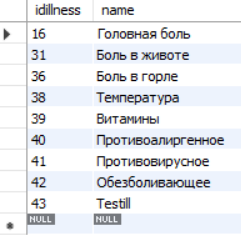 idillness name
16 Головная боль
31 Боль в животе
36 Боль в горле
38 Температура
39 Витамины
40 Противоалиргенное
41 Противовирусное
42 Обезболивающее
43 Testill
NULL NULL